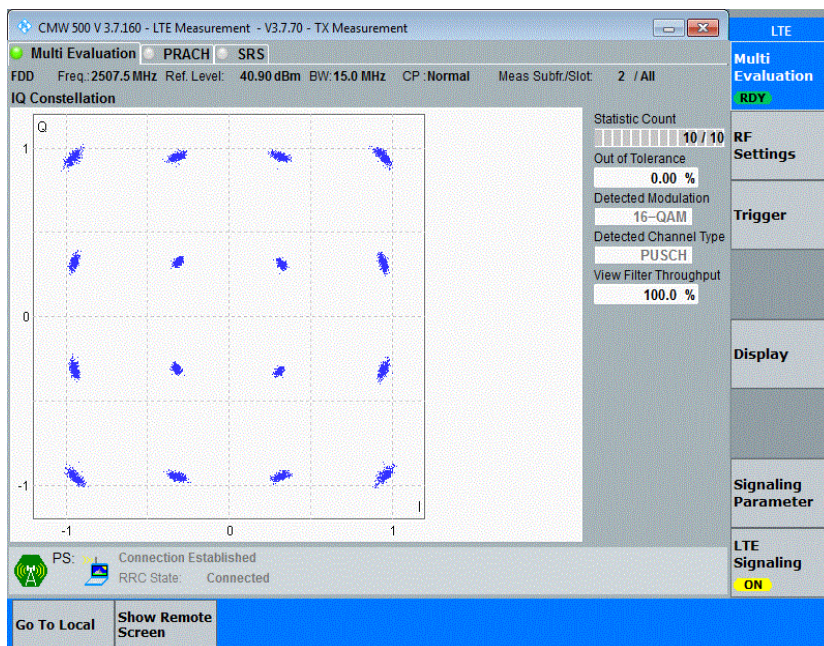 CMW 500 V 3.7.160 - LTE Measurement - V3.7.70 - TX Measurement
LTE
Multi Evaluation PRACH SRS
FDD Freq.: 2507.5 MHz Ref. Level: 40.90 dBm BW: 15.0 MHz CP : Normal Meas Subfr./Slot: 2 / All
IQ Constellation
Q
1
0
-1
-1 0 1
I
Statistic Count
10 / 10
Out of Tolerance
0.00 %
Detected Modulation
16-QAM
Detected Channel Type
PUSCH
View Filter Throughput
100.0 %
Multi
Evaluation
RDY
RF
Settings
Trigger
Display
Signaling
Parameter
LTE
Signaling
ON
PS: Connection Established
RRC State: Connected
Go To Local
Show Remote
Screen